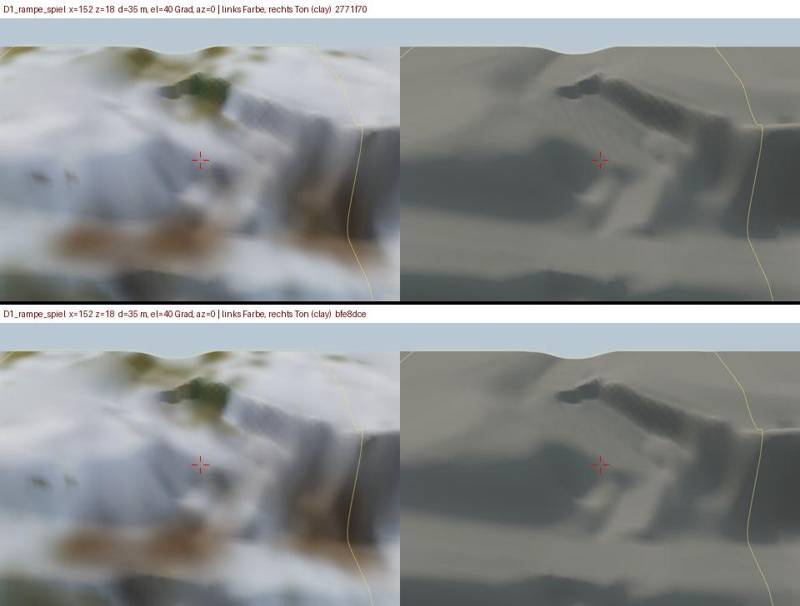 D1_rampe_spiel x=152 z=18 d=35 m, el=40 Grad, az=0 | links Farbe, rechts Ton (clay) 2771f70
D1_rampe_spiel x=152 z=18 d=35 m, el=40 Grad, az=0 | links Farbe, rechts Ton (clay) bfe8dce